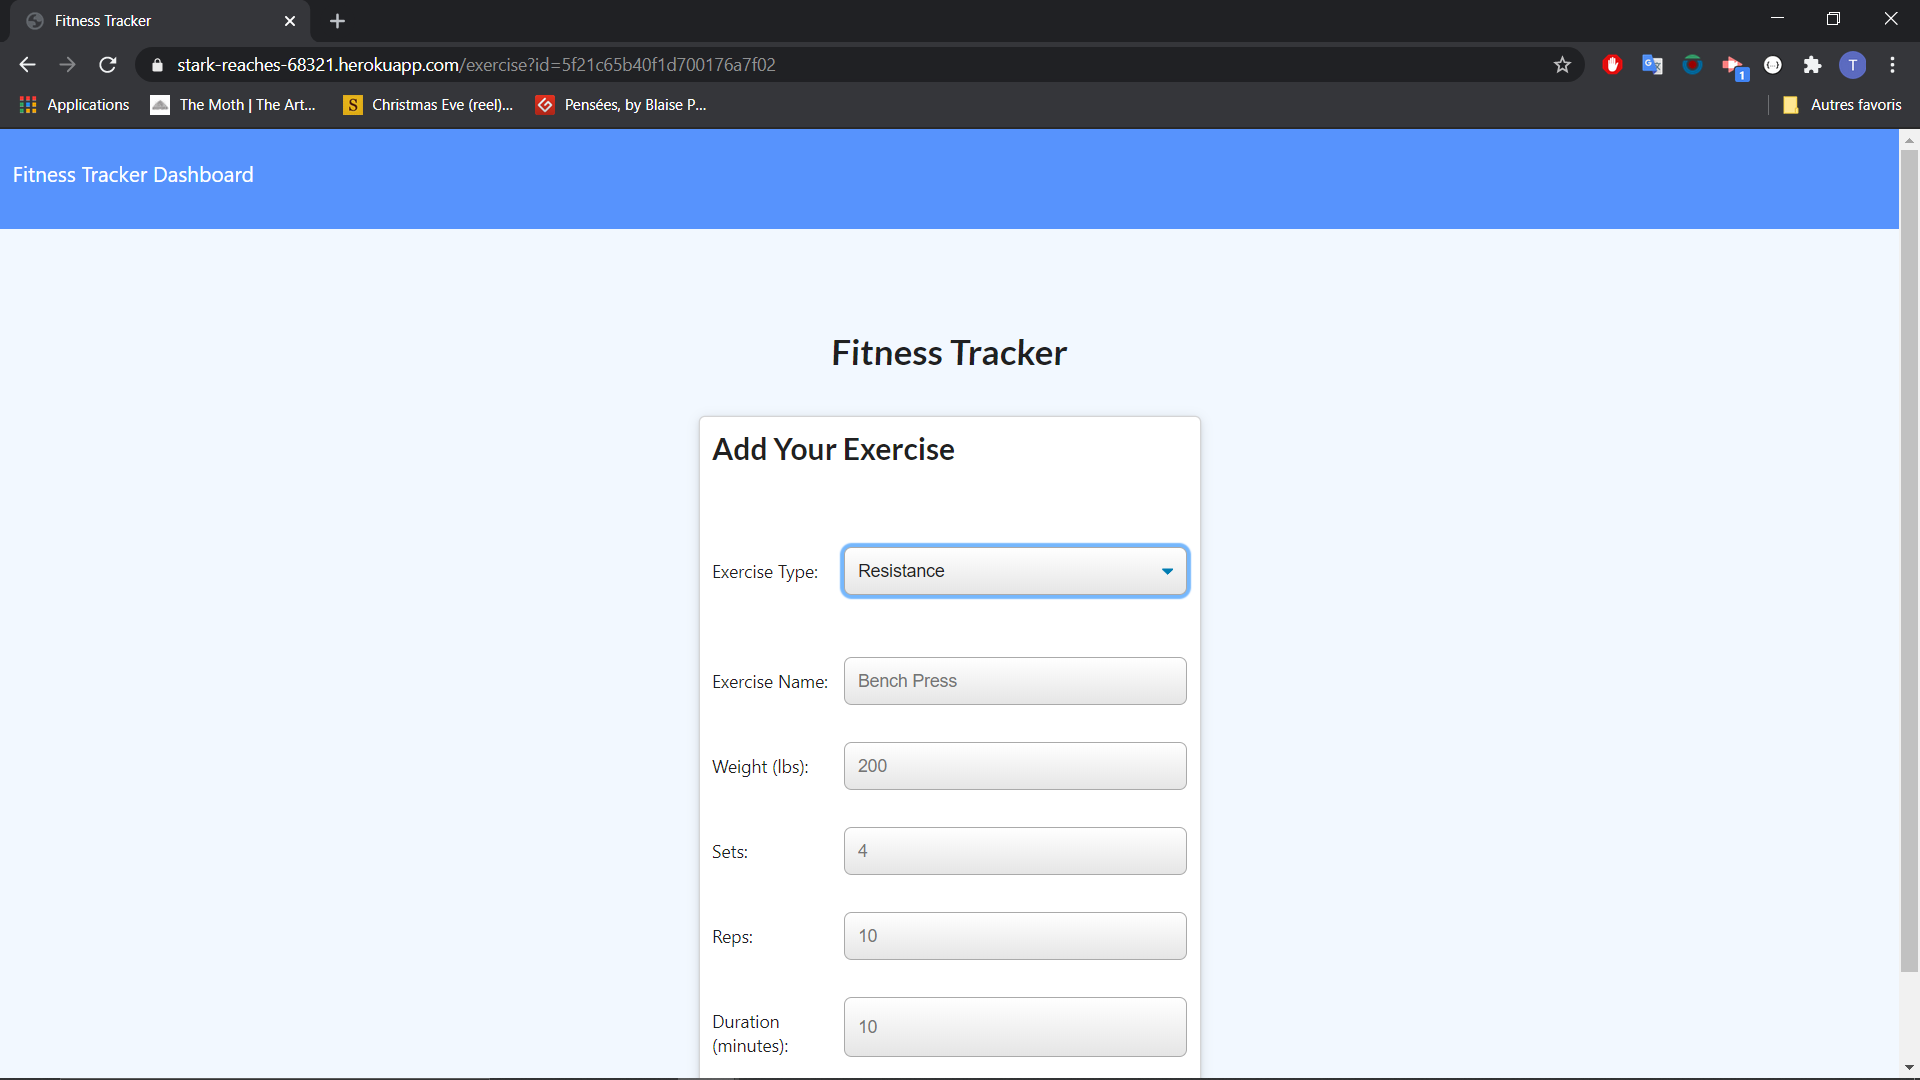 Fitness Tracker
stark-reaches-68321.herokuapp.com/exercise?id=5f21c65b40f1d700176a7f02
T
1
Applications
The Moth | The Art...
S
Christmas Eve (reel)...
Pensées, by Blaise P...
Autres favoris
Fitness Tracker Dashboard
Fitness Tracker
Add Your Exercise
Exercise Type: Resistance
Exercise Name: Bench Press
Weight (lbs): 200
Sets: 4
Reps: 10
Duration
(minutes): 10